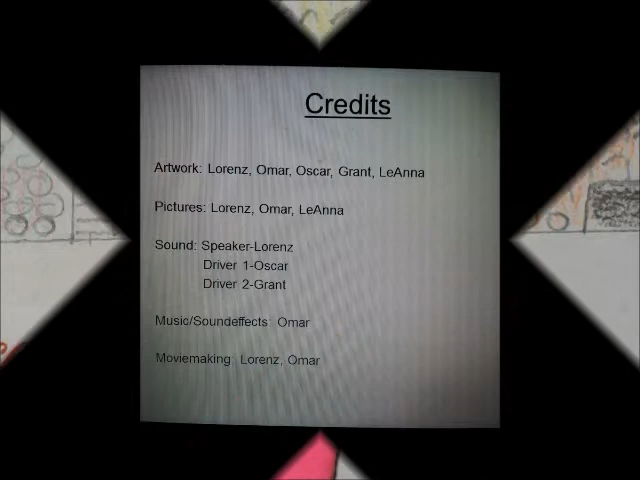 Credits
Artwork: Lorenz, Omar, Oscar, Grant, LeAnna
Pictures: Lorenz, Omar, LeAnna
Sound: Speaker-Lorenz
Driver 1-Oscar
Driver 2-Grant
Music/Soundeffects: Omar
Moviemaking: Lorenz, Omar